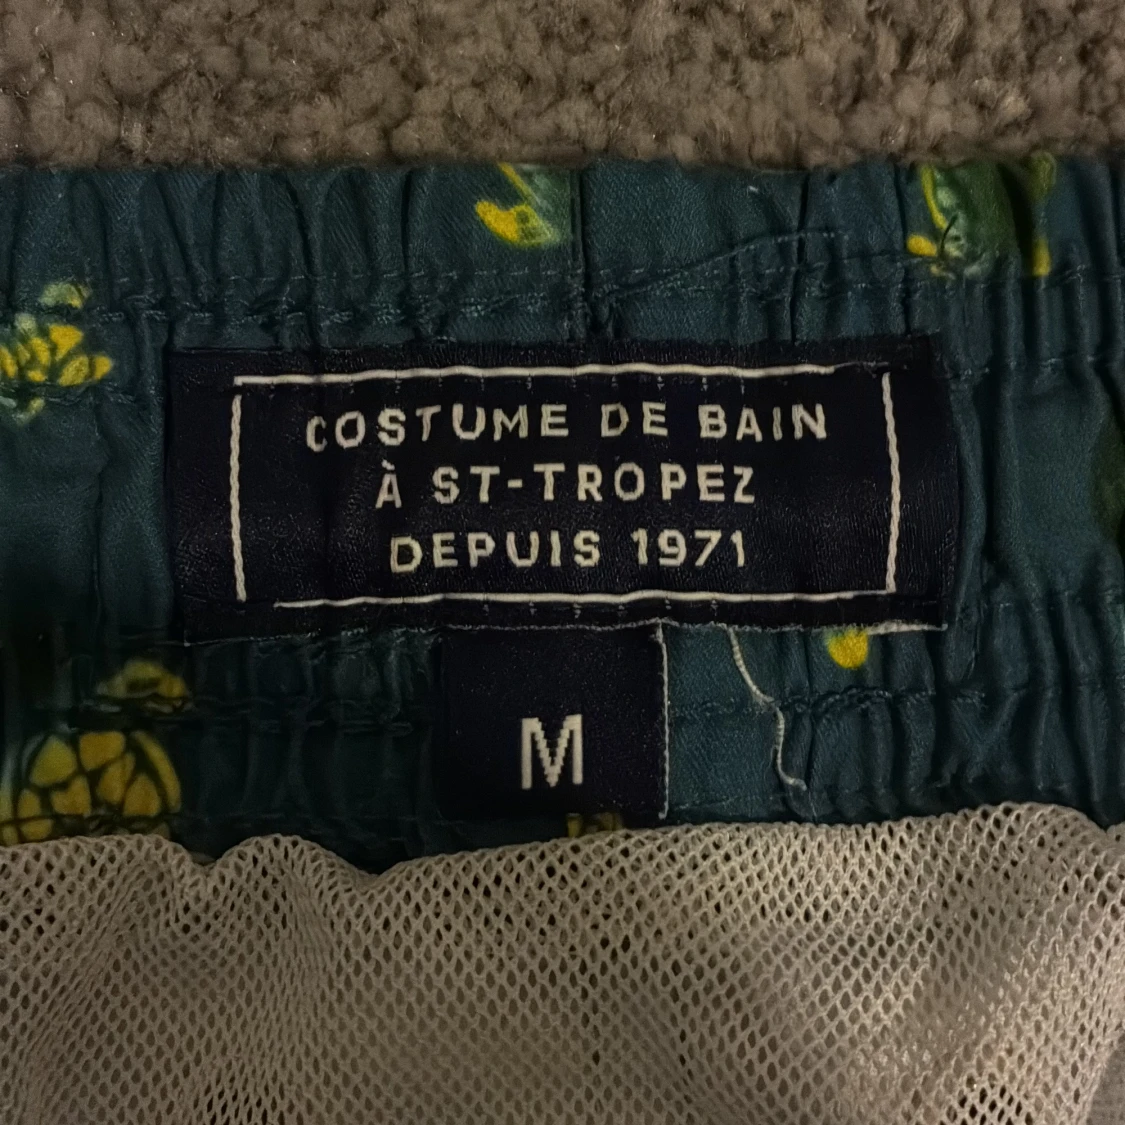 COSTUME DE BAIN
À ST-TROPEZ
DEPUIS 1971
M